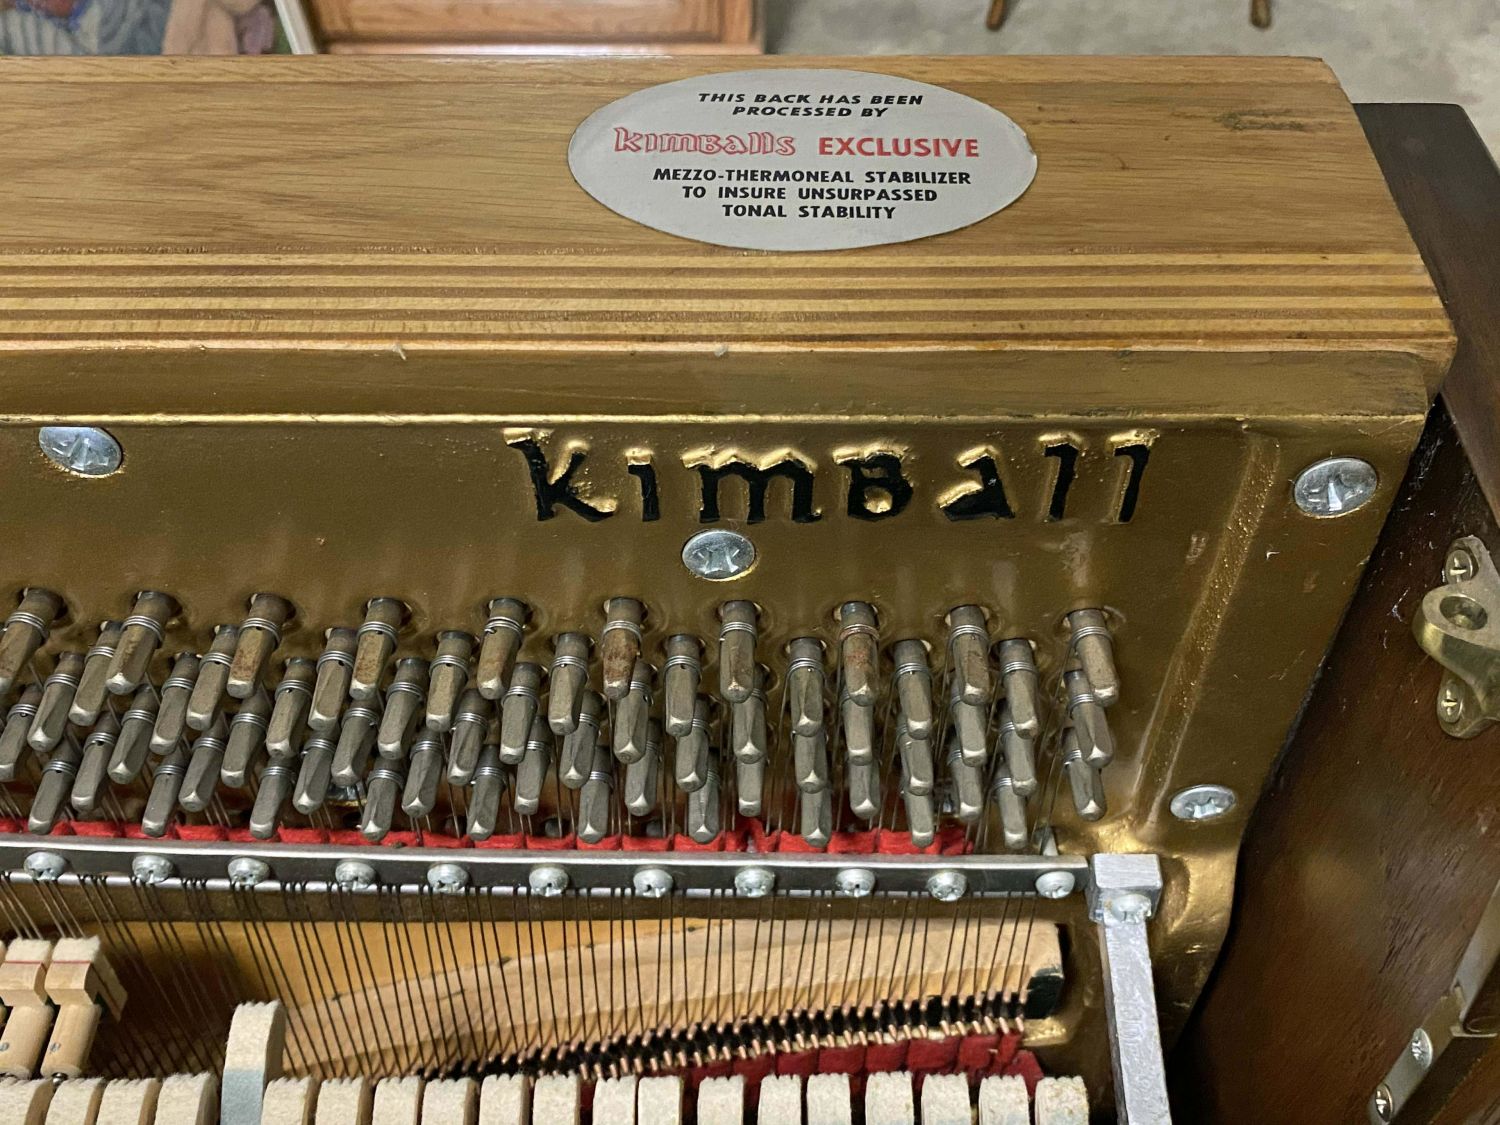 THIS BACK HAS BEEN
PROCESSED BY
kimballs EXCLUSIVE
MEZZO-THERMONEAL STABILIZER
TO INSURE UNSURPASSED
TONAL STABILITY
kimball